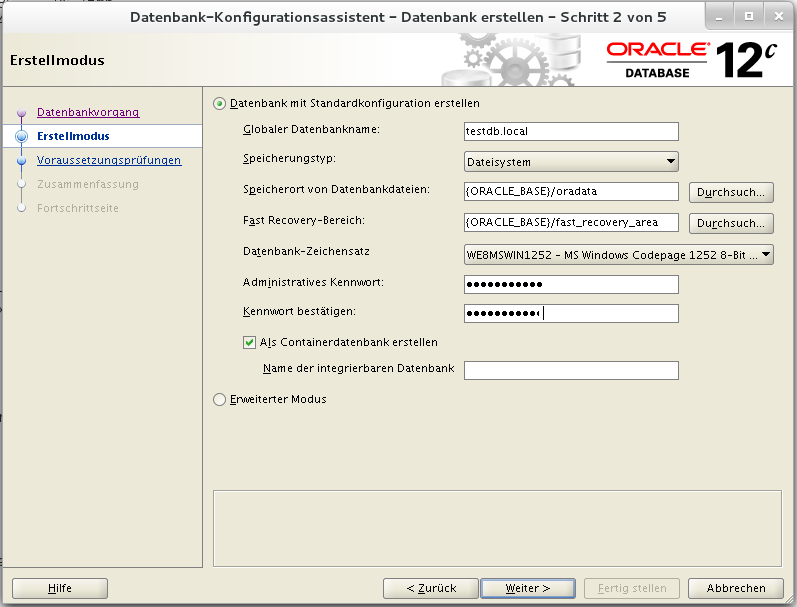 Datenbank-Konfigurationsassistent - Datenbank erstellen - Schritt 2 von 5
Erstellmodus
ORACLE
DATABASE
12c
Datenbankvorgang
Erstellmodus
Voraussetzungsprüfungen
Zusammenfassung
Fortschrittseite
Datenbank mit Standardkonfiguration erstellen
Globaler Datenbankname: testdb.local
Speicherungstyp: Dateisystem
Speicherort von Datenbankdateien: {ORACLE_BASE}/oradata Durchsuch...
Fast Recovery-Bereich: {ORACLE_BASE}/fast_recovery_area Durchsuch...
Datenbank-Zeichensatz WE8MSWIN1252 - MS Windows Codepage 1252 8-Bit ...
Administratives Kennwort: ●●●●●●●●●●●
Kennwort bestätigen: ●●●●●●●●●●●
Als Containerdatenbank erstellen
Name der integrierbaren Datenbank
Erweiterter Modus
Hilfe < Zurück Weiter > Fertig stellen Abbrechen